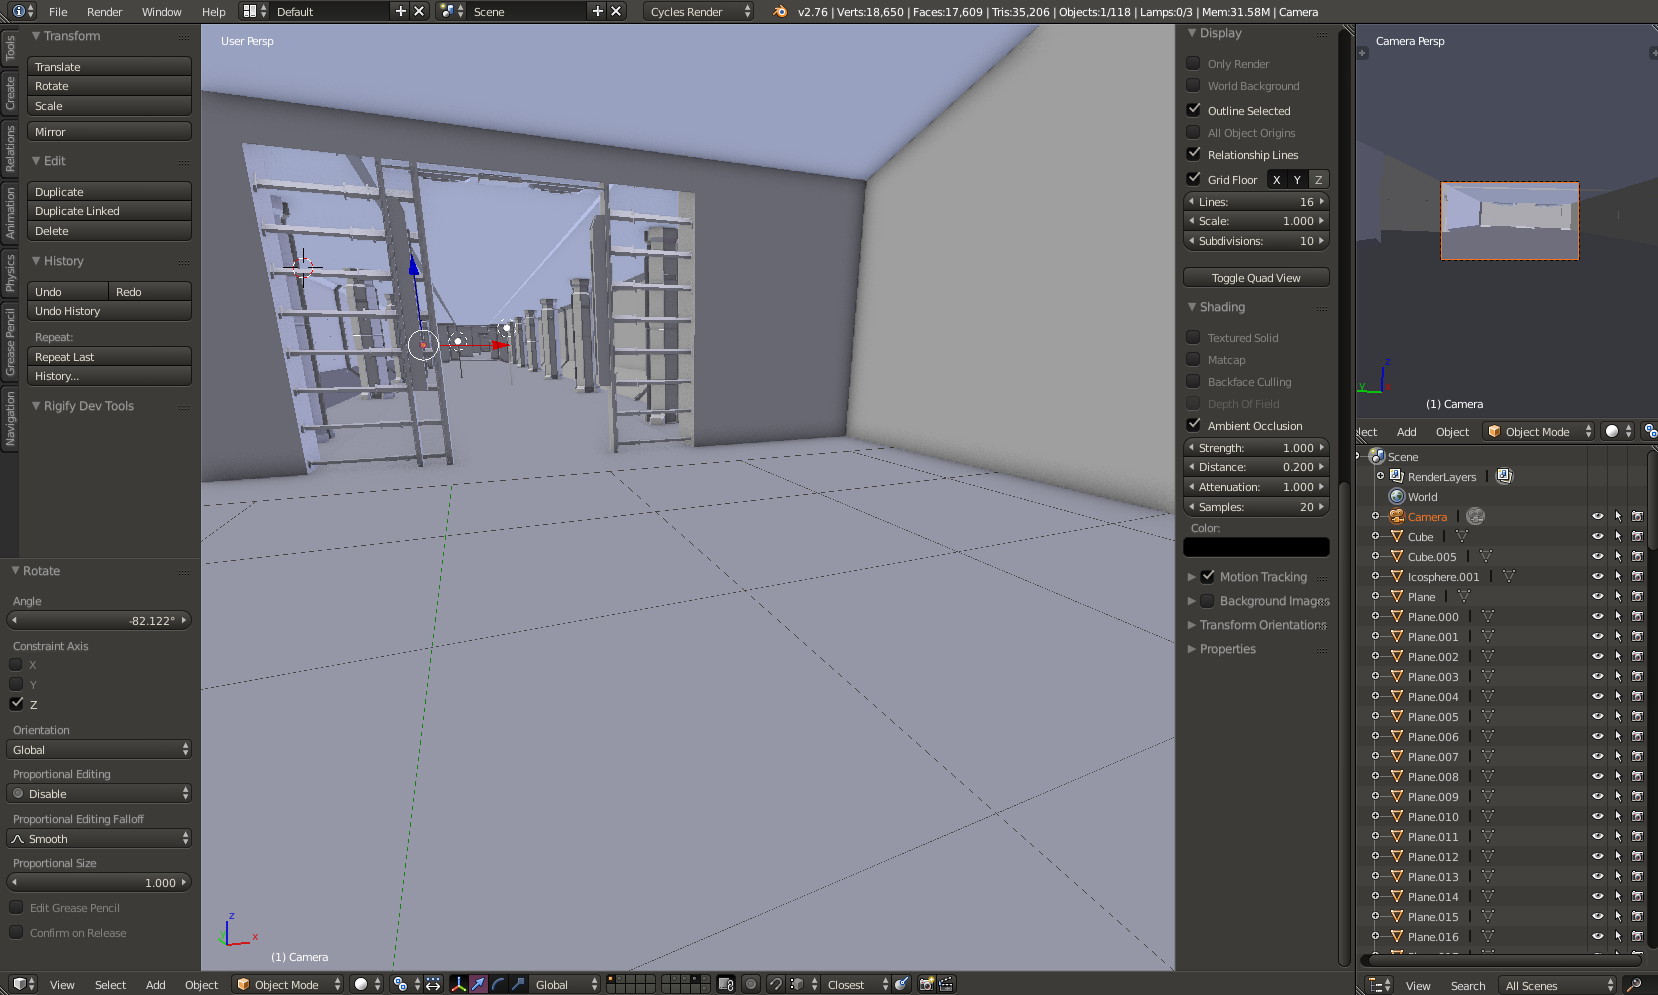 File Render Window Help Default Scene Cycles Render v2.76 | Verts:18,650 | Faces:17,609 | Tris:35,206 | Objects:1/118 | Lamps:0/3 | Mem:31.58M | Camera
Tools
Create
Relations
Animation
Physics
Grease Pencil
Navigation
Transform
Translate
Rotate
Scale
Mirror
Edit
Duplicate
Duplicate Linked
Delete
History
Undo Redo
Undo History
Repeat:
Repeat Last
History...
Rigify Dev Tools
Rotate
Angle
-82.122°
Constraint Axis
X
Y
Z
Orientation
Global
Proportional Editing
Disable
Proportional Editing Falloff
Smooth
Proportional Size
1.000
Edit Grease Pencil
Confirm on Release
User Persp
z
y x
(1) Camera
View Select Add Object Object Mode Global Closest
Display
Only Render
World Background
Outline Selected
All Object Origins
Relationship Lines
Grid Floor X Y Z
Lines: 16
Scale: 1.000
Subdivisions: 10
Toggle Quad View
Shading
Textured Solid
Matcap
Backface Culling
Depth Of Field
Ambient Occlusion
Strength: 1.000
Distance: 0.200
Attenuation: 1.000
Samples: 20
Color:
Motion Tracking
Background Images
Transform Orientations
Properties
Camera Persp
z
y x
(1) Camera
lect Add Object Object Mode
Scene
RenderLayers
World
Camera
Cube
Cube.005
Icosphere.001
Plane
Plane.000
Plane.001
Plane.002
Plane.003
Plane.004
Plane.005
Plane.006
Plane.007
Plane.008
Plane.009
Plane.010
Plane.011
Plane.012
Plane.013
Plane.014
Plane.015
Plane.016
View Search All Scenes